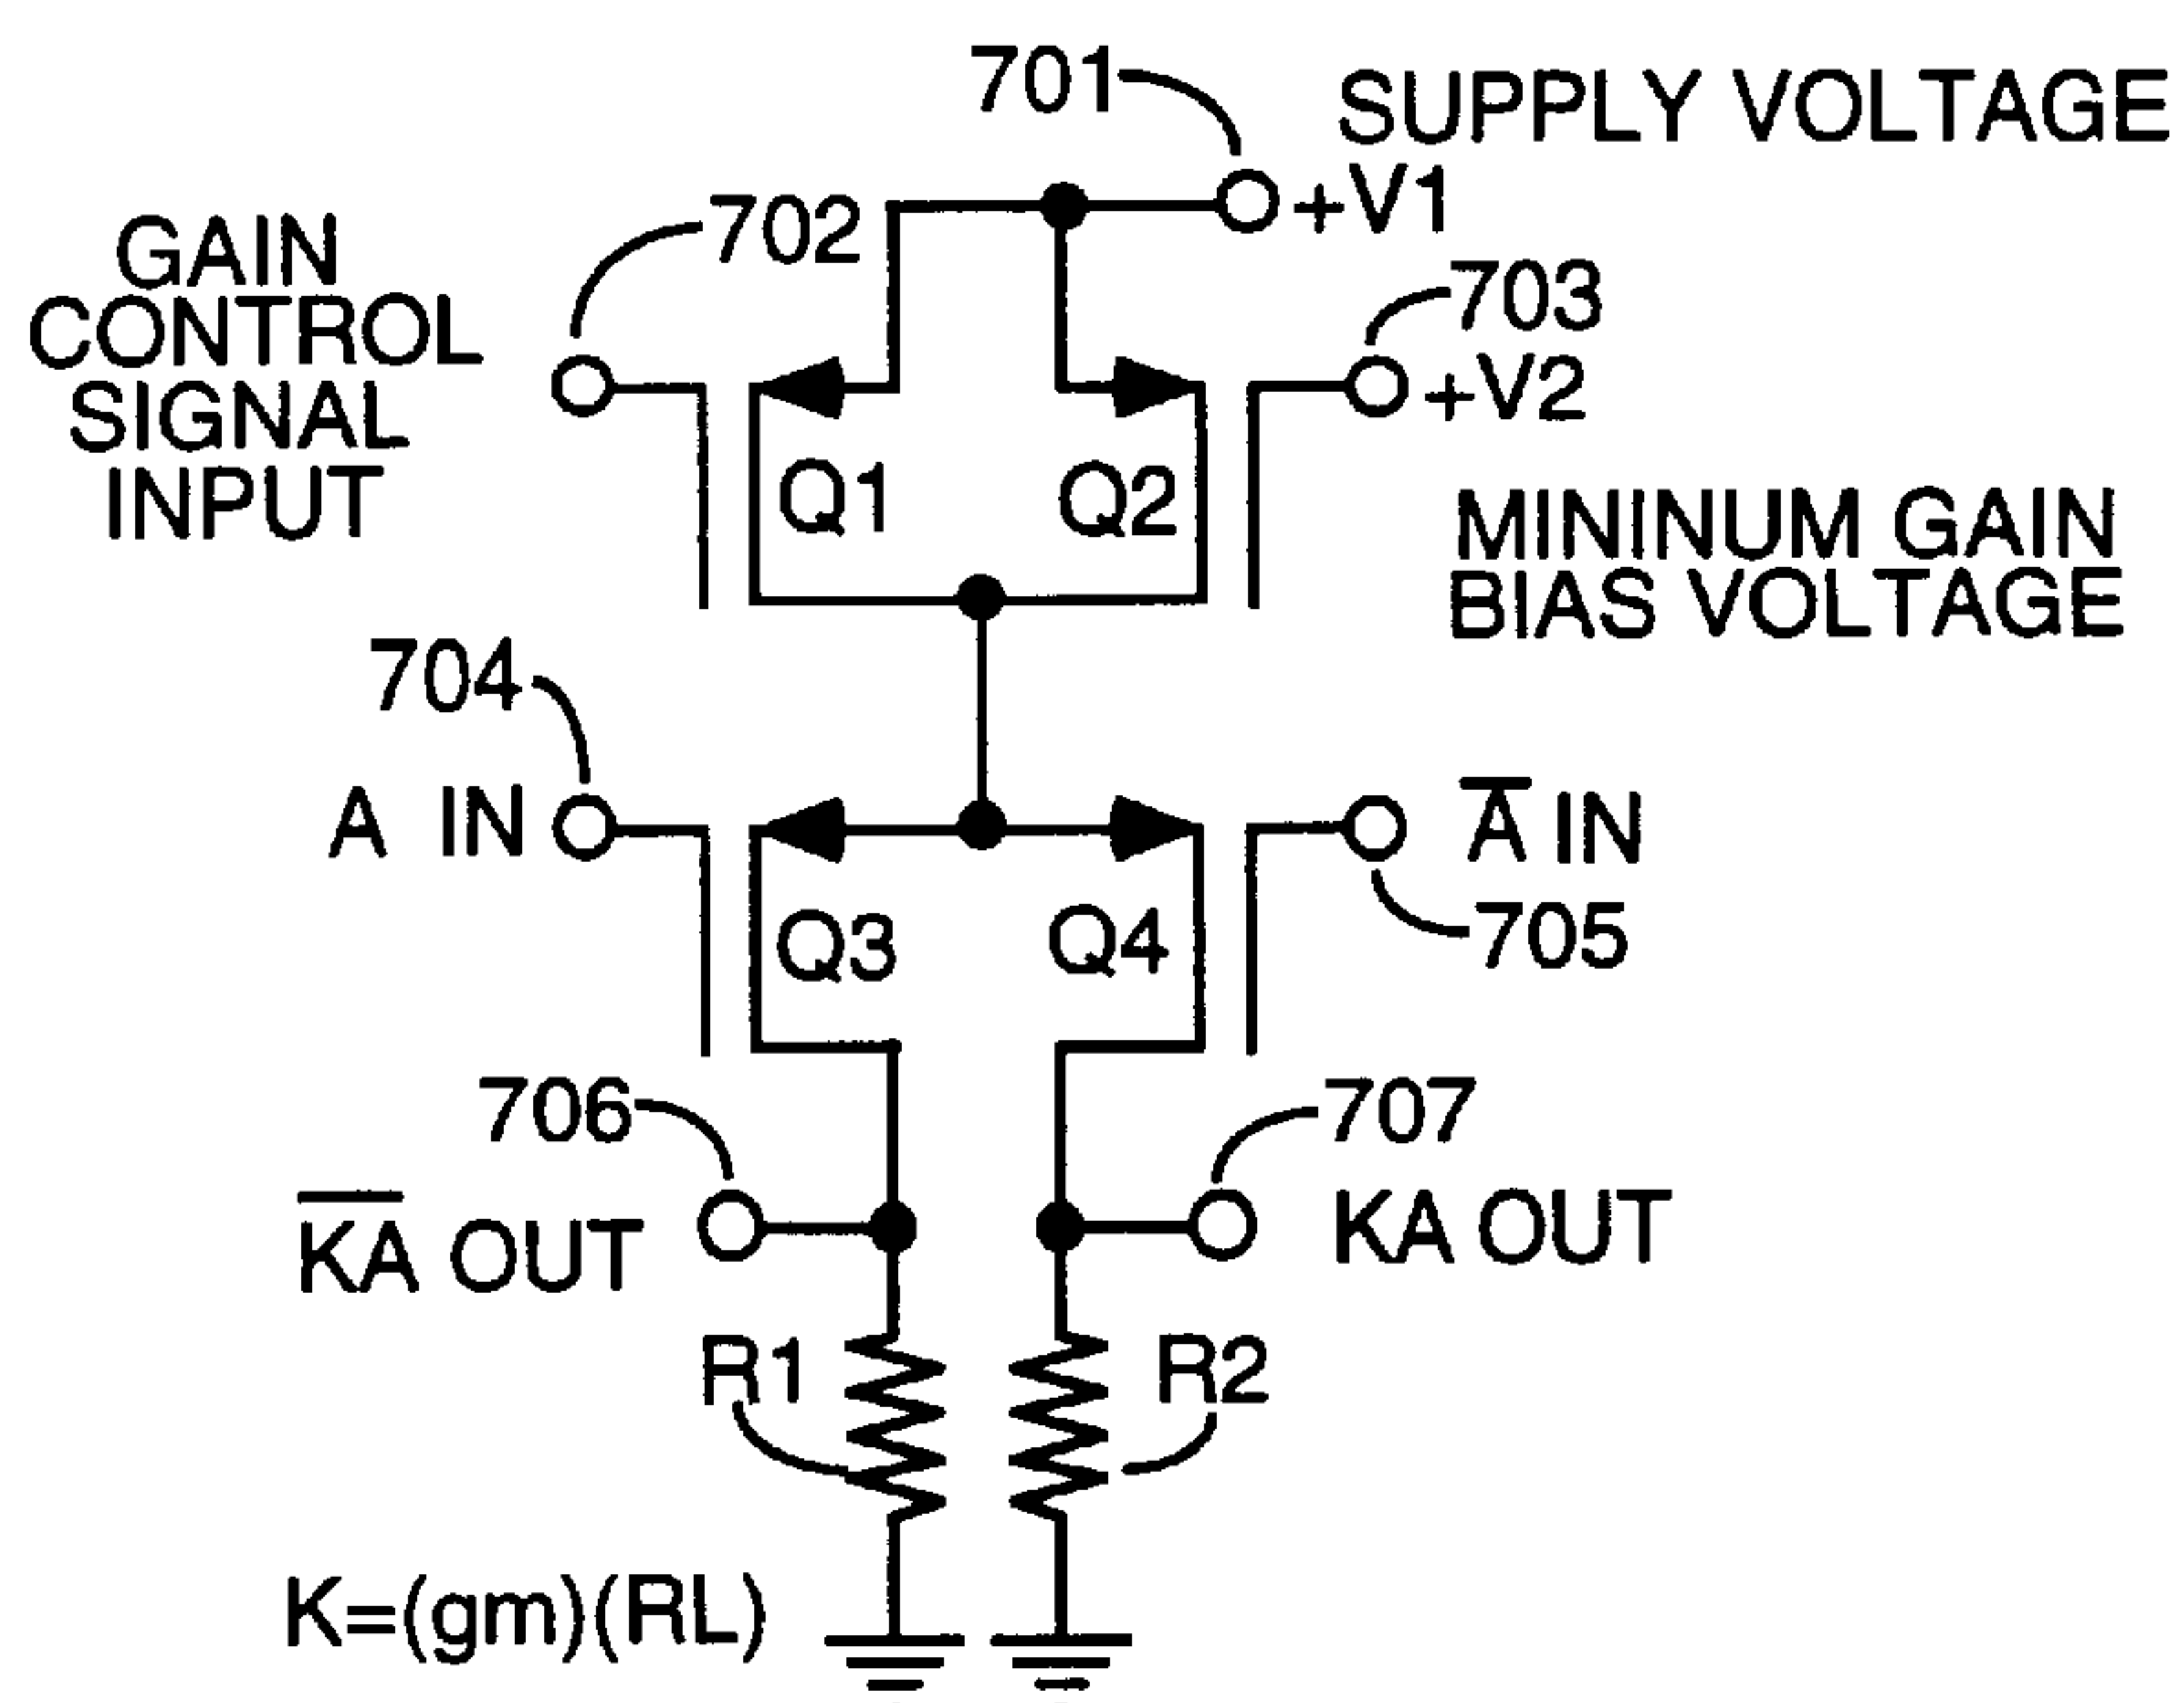 701
SUPPLY VOLTAGE
+V1
702
GAIN
CONTROL
SIGNAL
INPUT
703
+V2
Q1
Q2
MININUM GAIN
BIAS VOLTAGE
704
A IN
A̅ IN
705
Q3
Q4
706
707
K̅A̅ OUT
KA OUT
R1
R2
K=(gm)(RL)